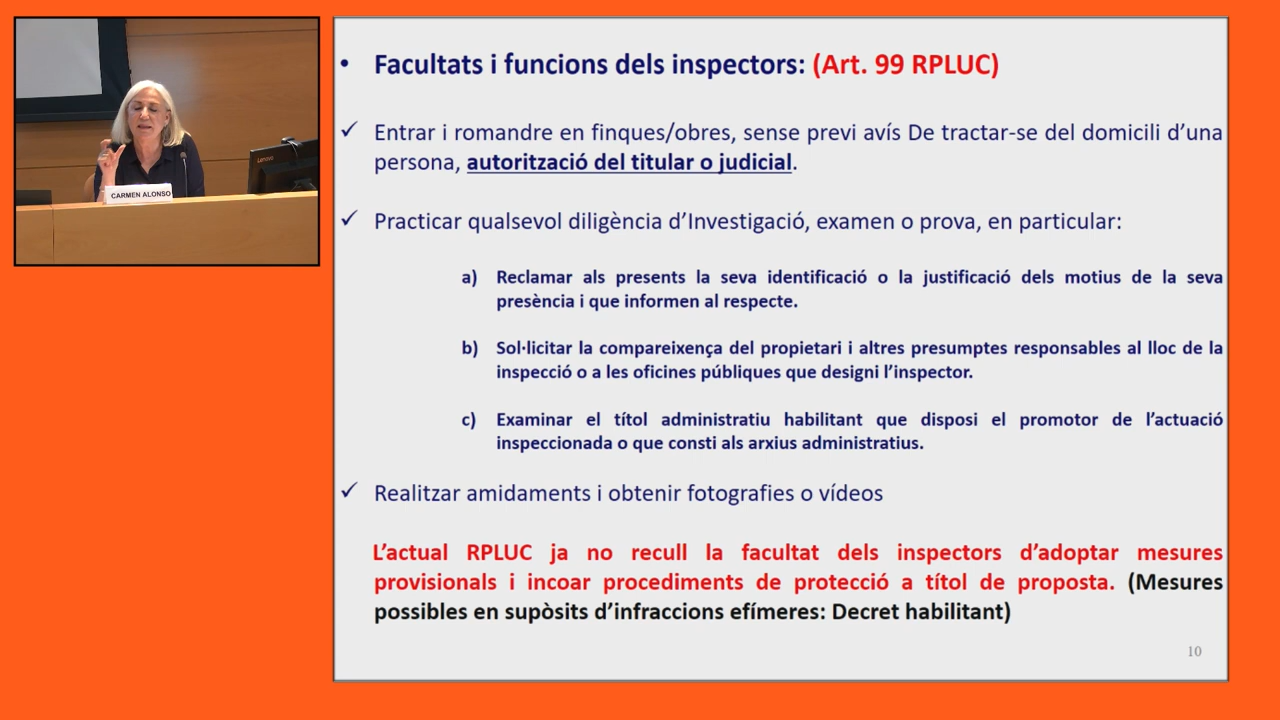 • Facultats i funcions dels inspectors: (Art. 99 RPLUC)
✓ Entrar i romandre en finques/obres, sense previ avís De tractar-se del domicili d’una
persona, autorització del titular o judicial.
✓ Practicar qualsevol diligència d’Investigació, examen o prova, en particular:
a) Reclamar als presents la seva identificació o la justificació dels motius de la seva
presència i que informen al respecte.
b) Sol·licitar la compareixença del propietari i altres presumptes responsables al lloc de la
inspecció o a les oficines públiques que designi l’inspector.
c) Examinar el títol administratiu habilitant que disposi el promotor de l’actuació
inspeccionada o que consti als arxius administratius.
✓ Realitzar amidaments i obtenir fotografies o vídeos
L’actual RPLUC ja no recull la facultat dels inspectors d’adoptar mesures
provisionals i incoar procediments de protecció a títol de proposta. (Mesures
possibles en supòsits d’infraccions efímeres: Decret habilitant)
10
Lenovo
CARMEN ALONSO